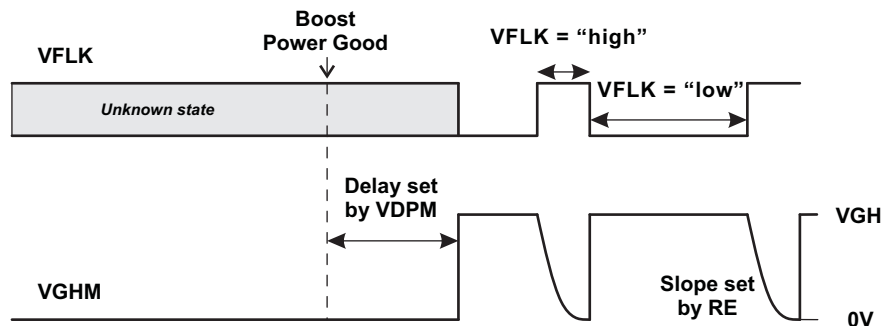 Boost
Power Good
VFLK = “high”
VFLK
VFLK = “low”
Unknown state
Delay set
by VDPM
VGH
VGHM
Slope set
by RE
0V